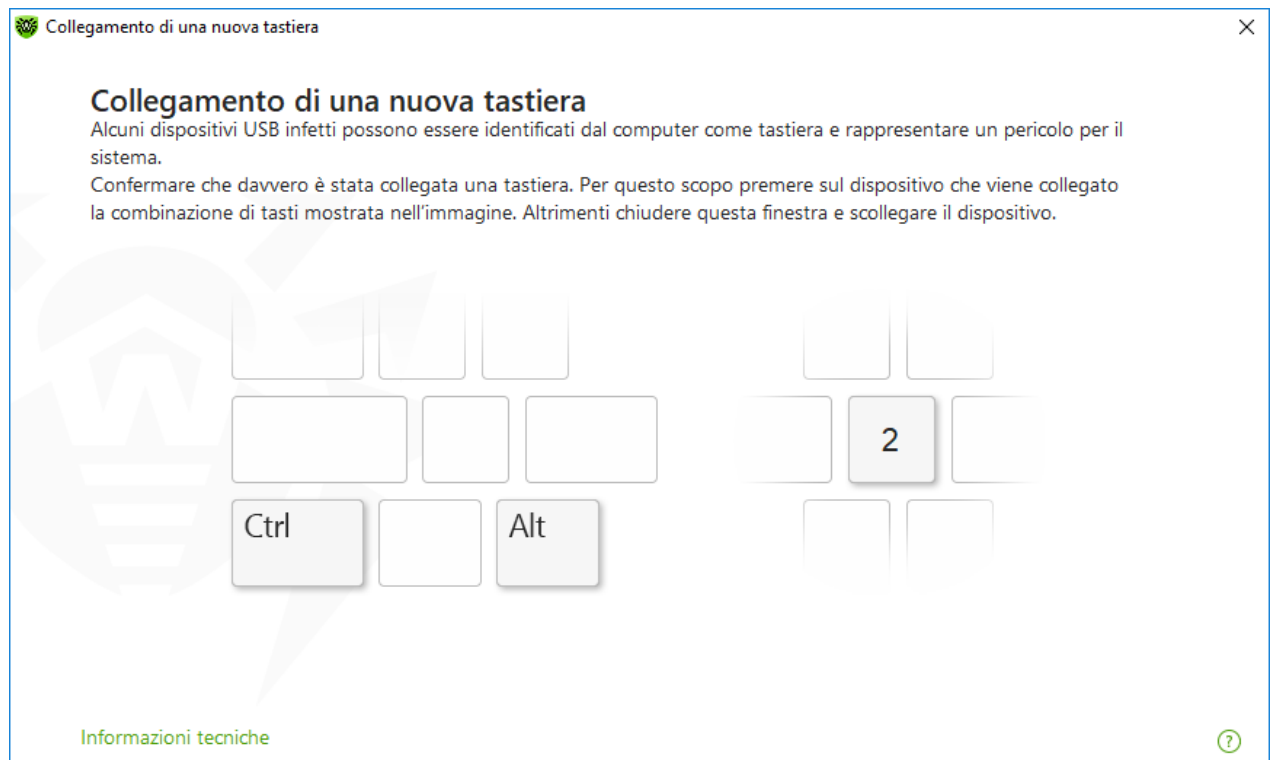 Collegamento di una nuova tastiera
Collegamento di una nuova tastiera
Alcuni dispositivi USB infetti possono essere identificati dal computer come tastiera e rappresentare un pericolo per il
sistema.
Confermare che davvero è stata collegata una tastiera. Per questo scopo premere sul dispositivo che viene collegato
la combinazione di tasti mostrata nell'immagine. Altrimenti chiudere questa finestra e scollegare il dispositivo.
2
Ctrl Alt
Informazioni tecniche ?